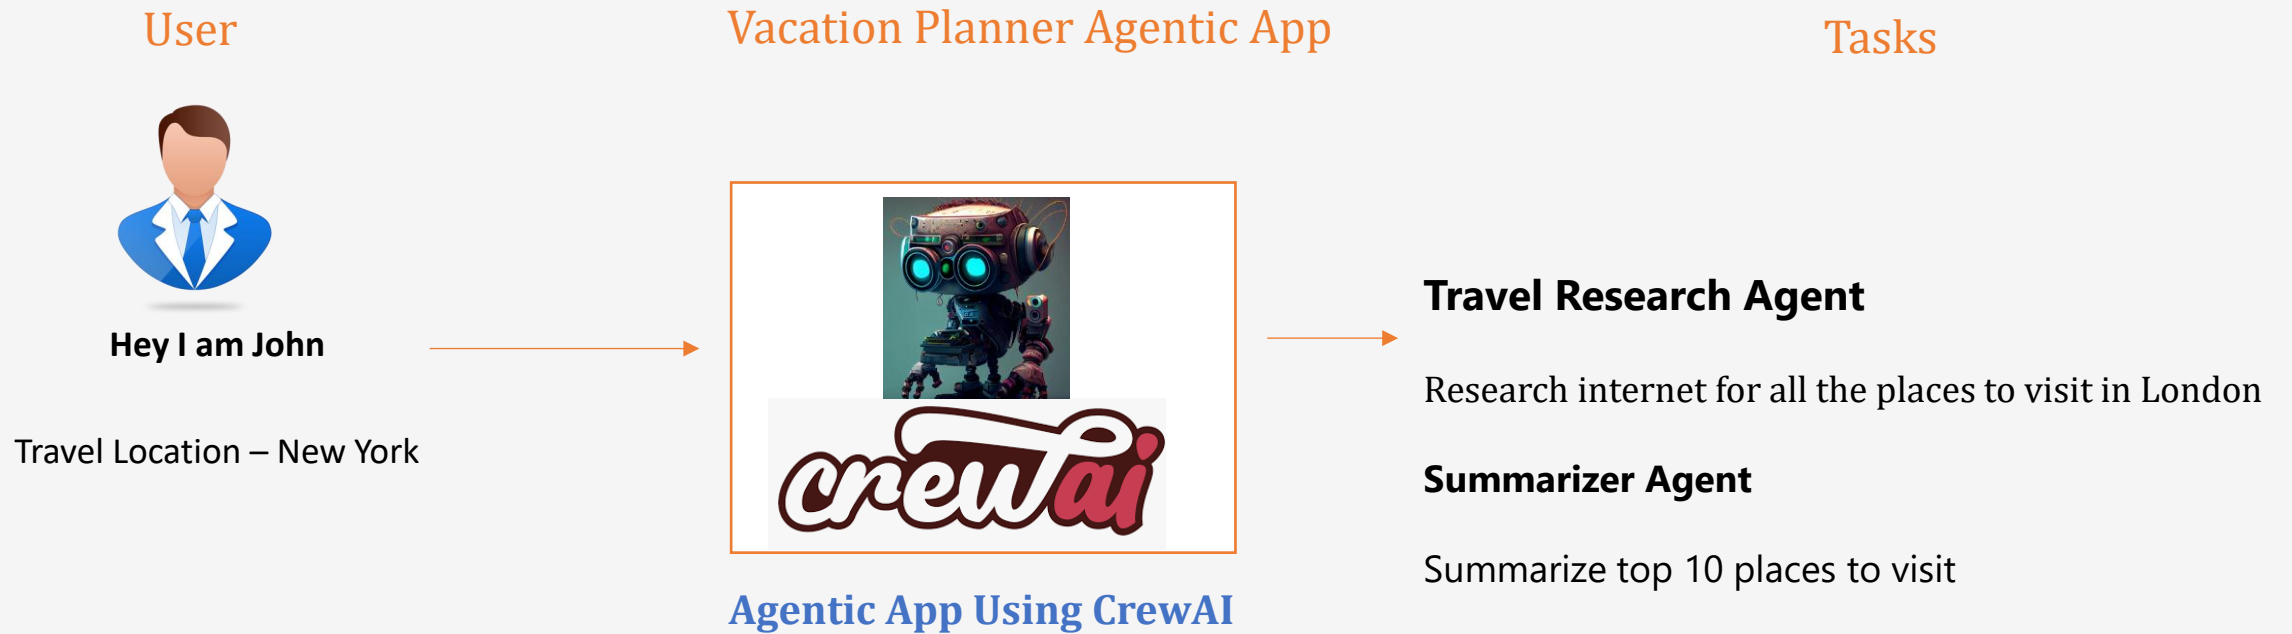 User
Vacation Planner Agentic App
Tasks
Hey I am John
Travel Location – New York
crewai
Agentic App Using CrewAI
Travel Research Agent
Research internet for all the places to visit in London
Summarizer Agent
Summarize top 10 places to visit